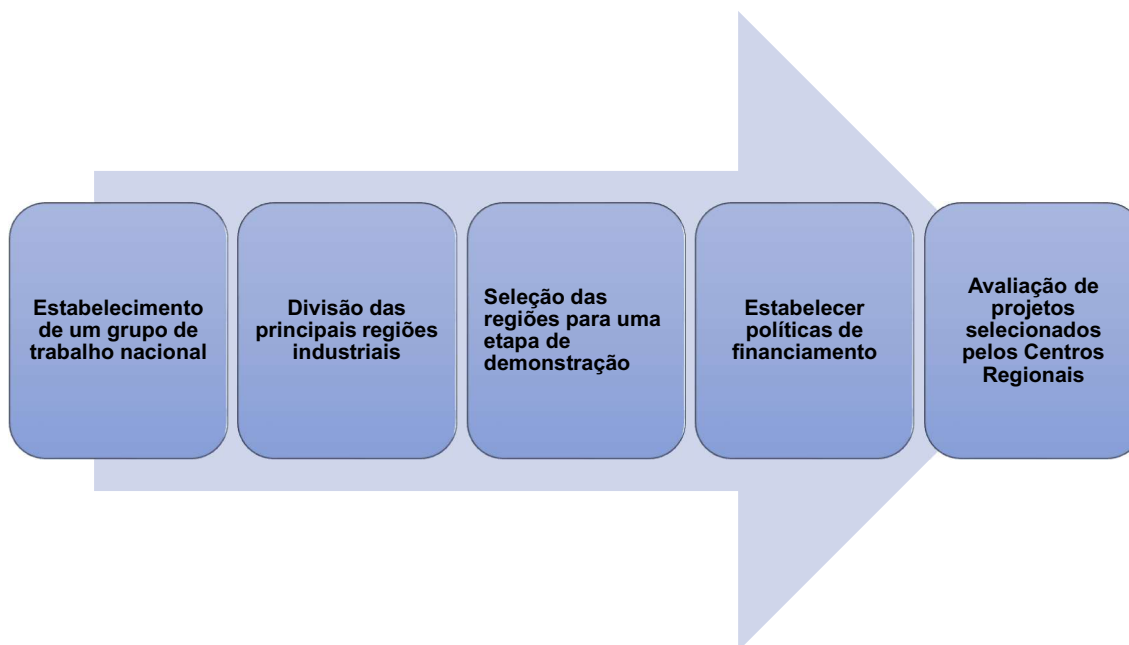 Estabelecimento
de um grupo de
trabalho nacional
Divisão das
principais regiões
industriais
Seleção das
regiões para uma
etapa de
demonstração
Estabelecer
políticas de
financiamento
Avaliação de
projetos
selecionados
pelos Centros
Regionais